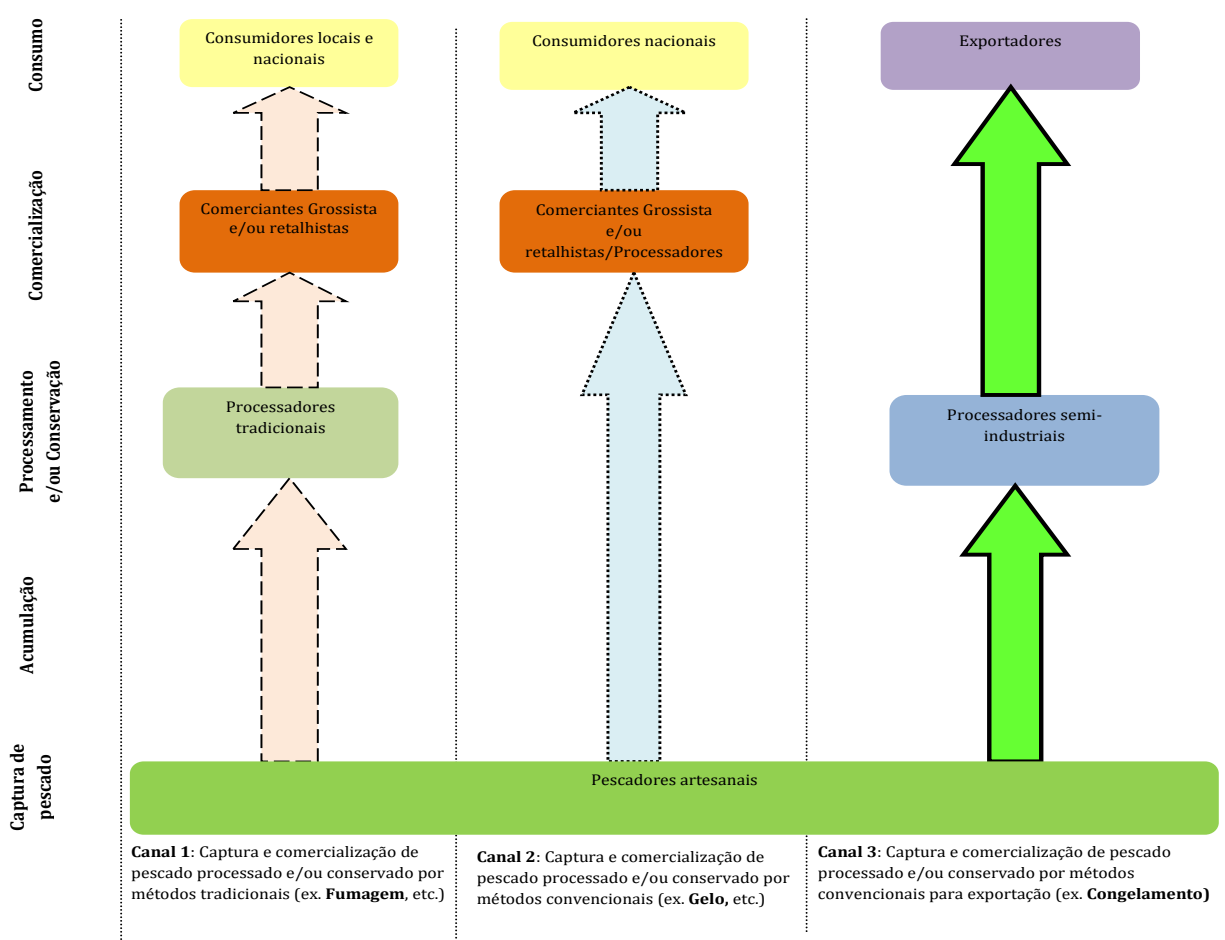 Consumo
Consumidores locais e
nacionais
Consumidores nacionais
Exportadores
Comercialização
Comerciantes Grossista
e/ou retalhistas
Comerciantes Grossista
e/ou
retalhistas/Processadores
Processamento
e/ou Conservação
Processadores
tradicionais
Processadores semi-
industriais
Acumulação
Captura de
pescado
Pescadores artesanais
Canal 1: Captura e comercialização de
pescado processado e/ou conservado por
métodos tradicionais (ex. Fumagem, etc.)
Canal 2: Captura e comercialização de
pescado processado e/ou conservado por
métodos convencionais (ex. Gelo, etc.)
Canal 3: Captura e comercialização de pescado
processado e/ou conservado por métodos
convencionais para exportação (ex. Congelamento)